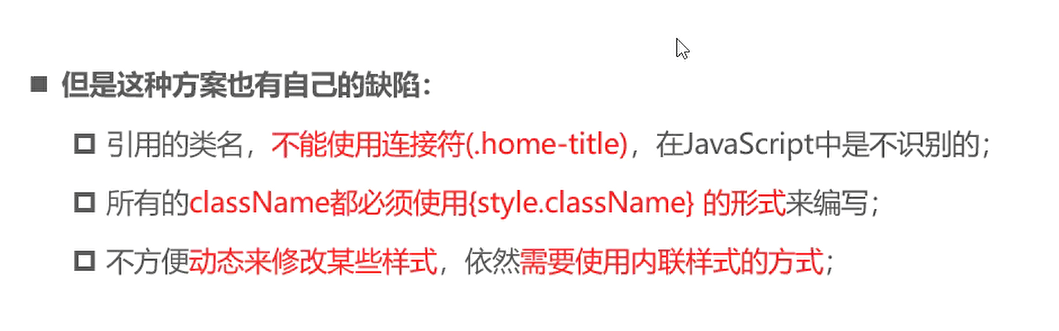 但是这种方案也有自己的缺陷：
引用的类名，不能使用连接符(.home-title)，在JavaScript中是不识别的；
所有的className都必须使用{style.className} 的形式来编写；
不方便动态来修改某些样式，依然需要使用内联样式的方式；